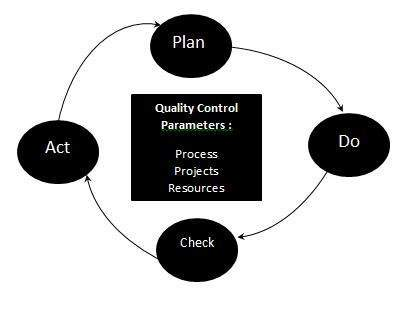 Plan
Quality Control
Parameters :
Process
Projects
Resources
Act
Do
Check